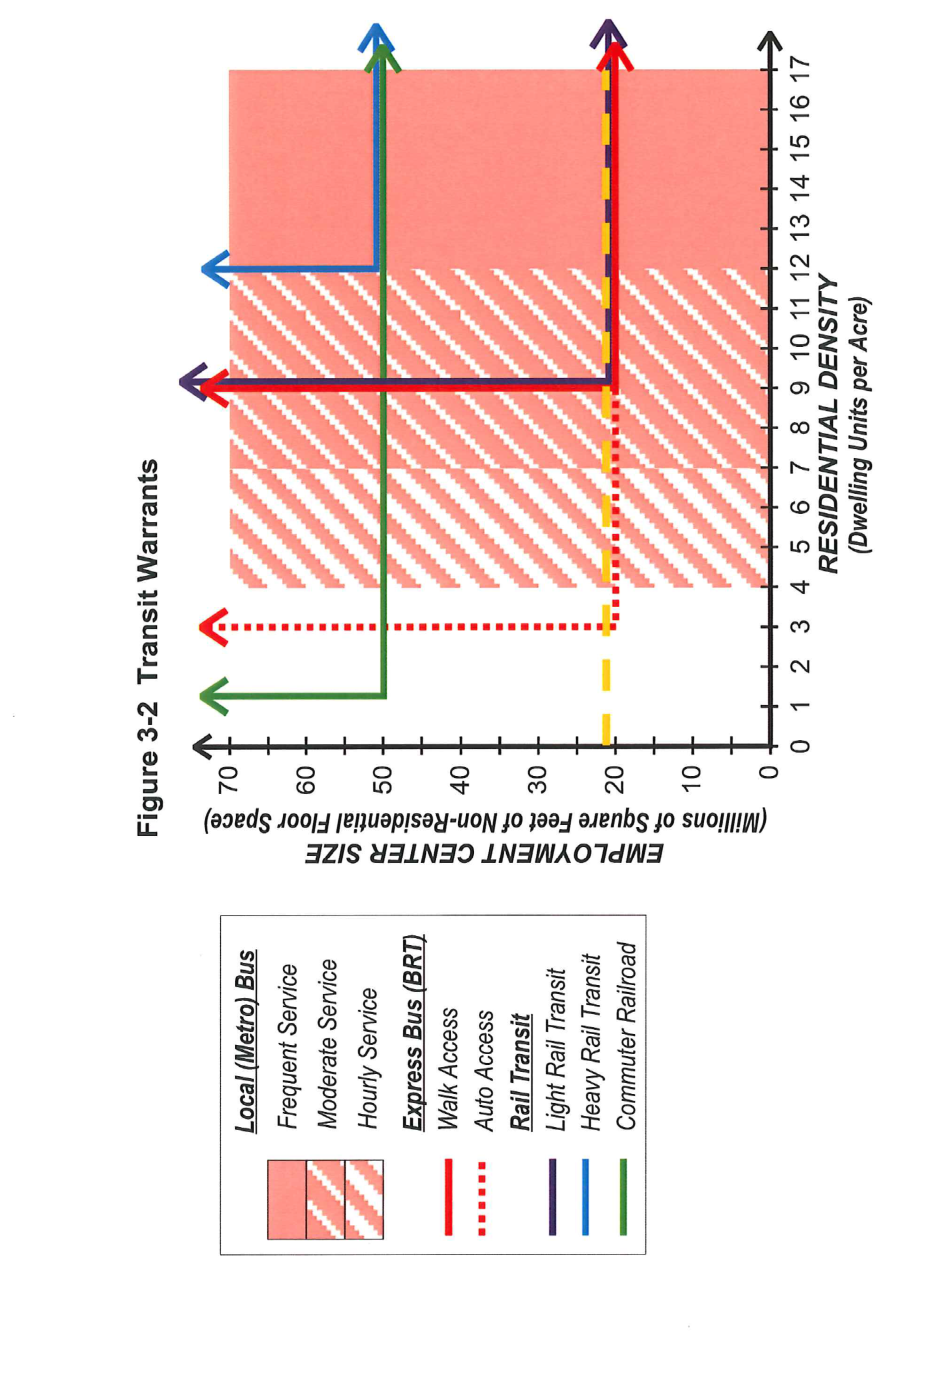 Figure 3-2 Transit Warrants
EMPLOYMENT CENTER SIZE
(Millions of Square Feet of Non-Residential Floor Space)
70
60
50
40
30
20
10
0
0 1 2 3 4 5 6 7 8 9 10 11 12 13 14 15 16 17
RESIDENTIAL DENSITY
(Dwelling Units per Acre)
Local (Metro) Bus
Frequent Service
Moderate Service
Hourly Service
Express Bus (BRT)
Walk Access
Auto Access
Rail Transit
Light Rail Transit
Heavy Rail Transit
Commuter Railroad